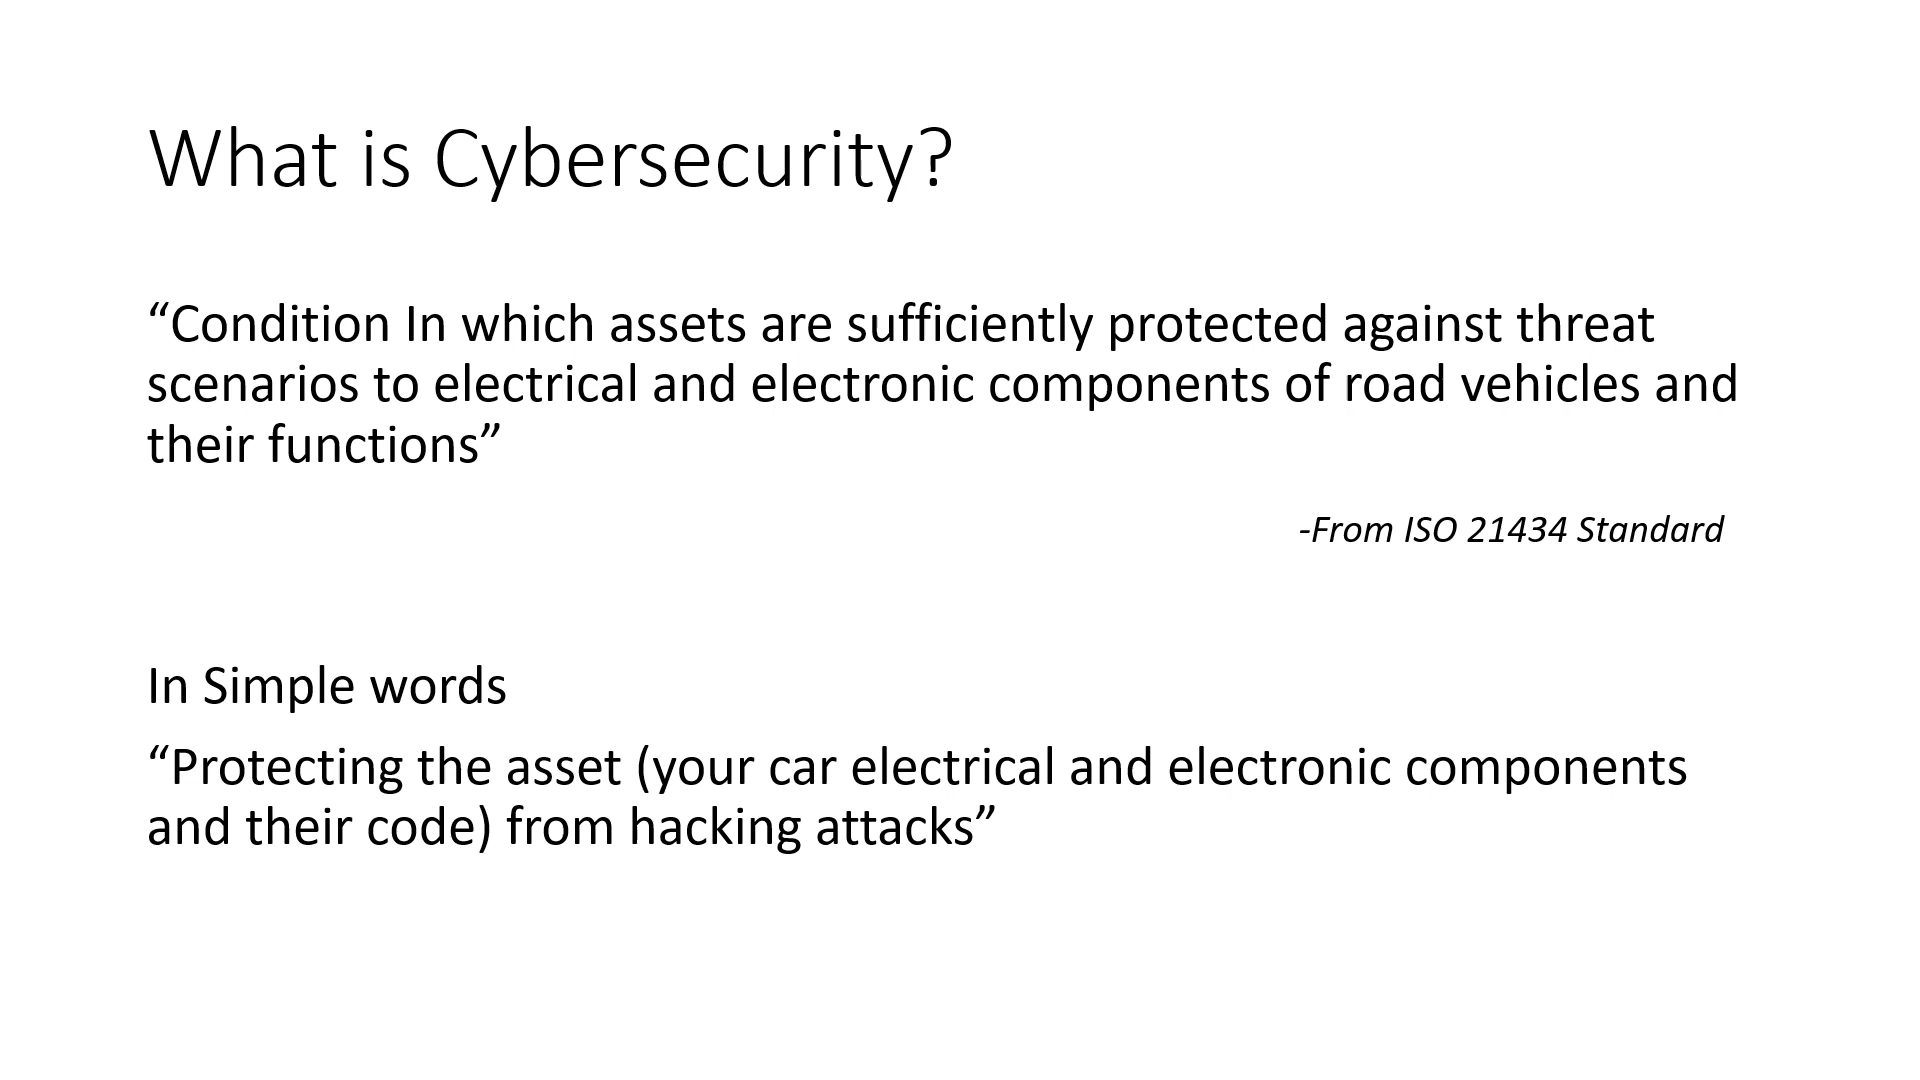 What is Cybersecurity?
“Condition In which assets are sufficiently protected against threat
scenarios to electrical and electronic components of road vehicles and
their functions”
-From ISO 21434 Standard
In Simple words
“Protecting the asset (your car electrical and electronic components
and their code) from hacking attacks”